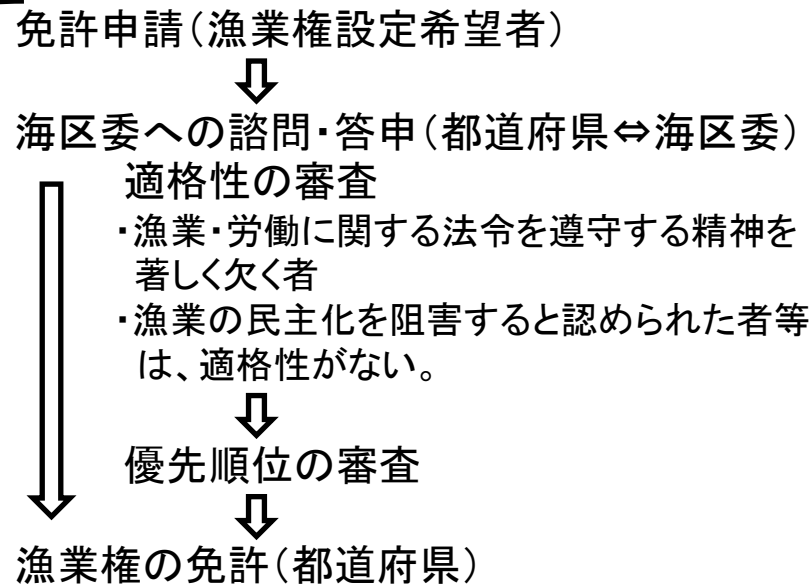 免許申請(漁業権設定希望者)
海区委への諮問・答申(都道府県⇔海区委)
適格性の審査
・漁業・労働に関する法令を遵守する精神を
著しく欠く者
・漁業の民主化を阻害すると認められた者等
は、適格性がない。
優先順位の審査
漁業権の免許(都道府県)